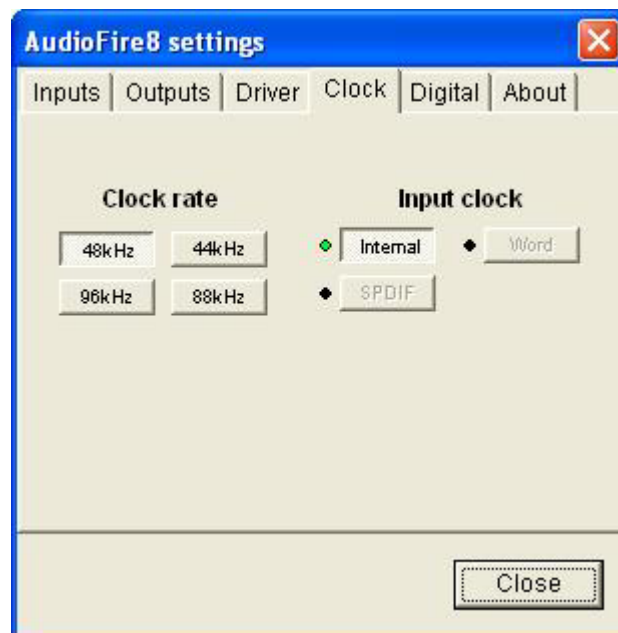 AudioFire8 settings
Inputs Outputs Driver Clock Digital About
Clock rate Input clock
48kHz 44kHz Internal Word
96kHz 88kHz SPDIF
Close